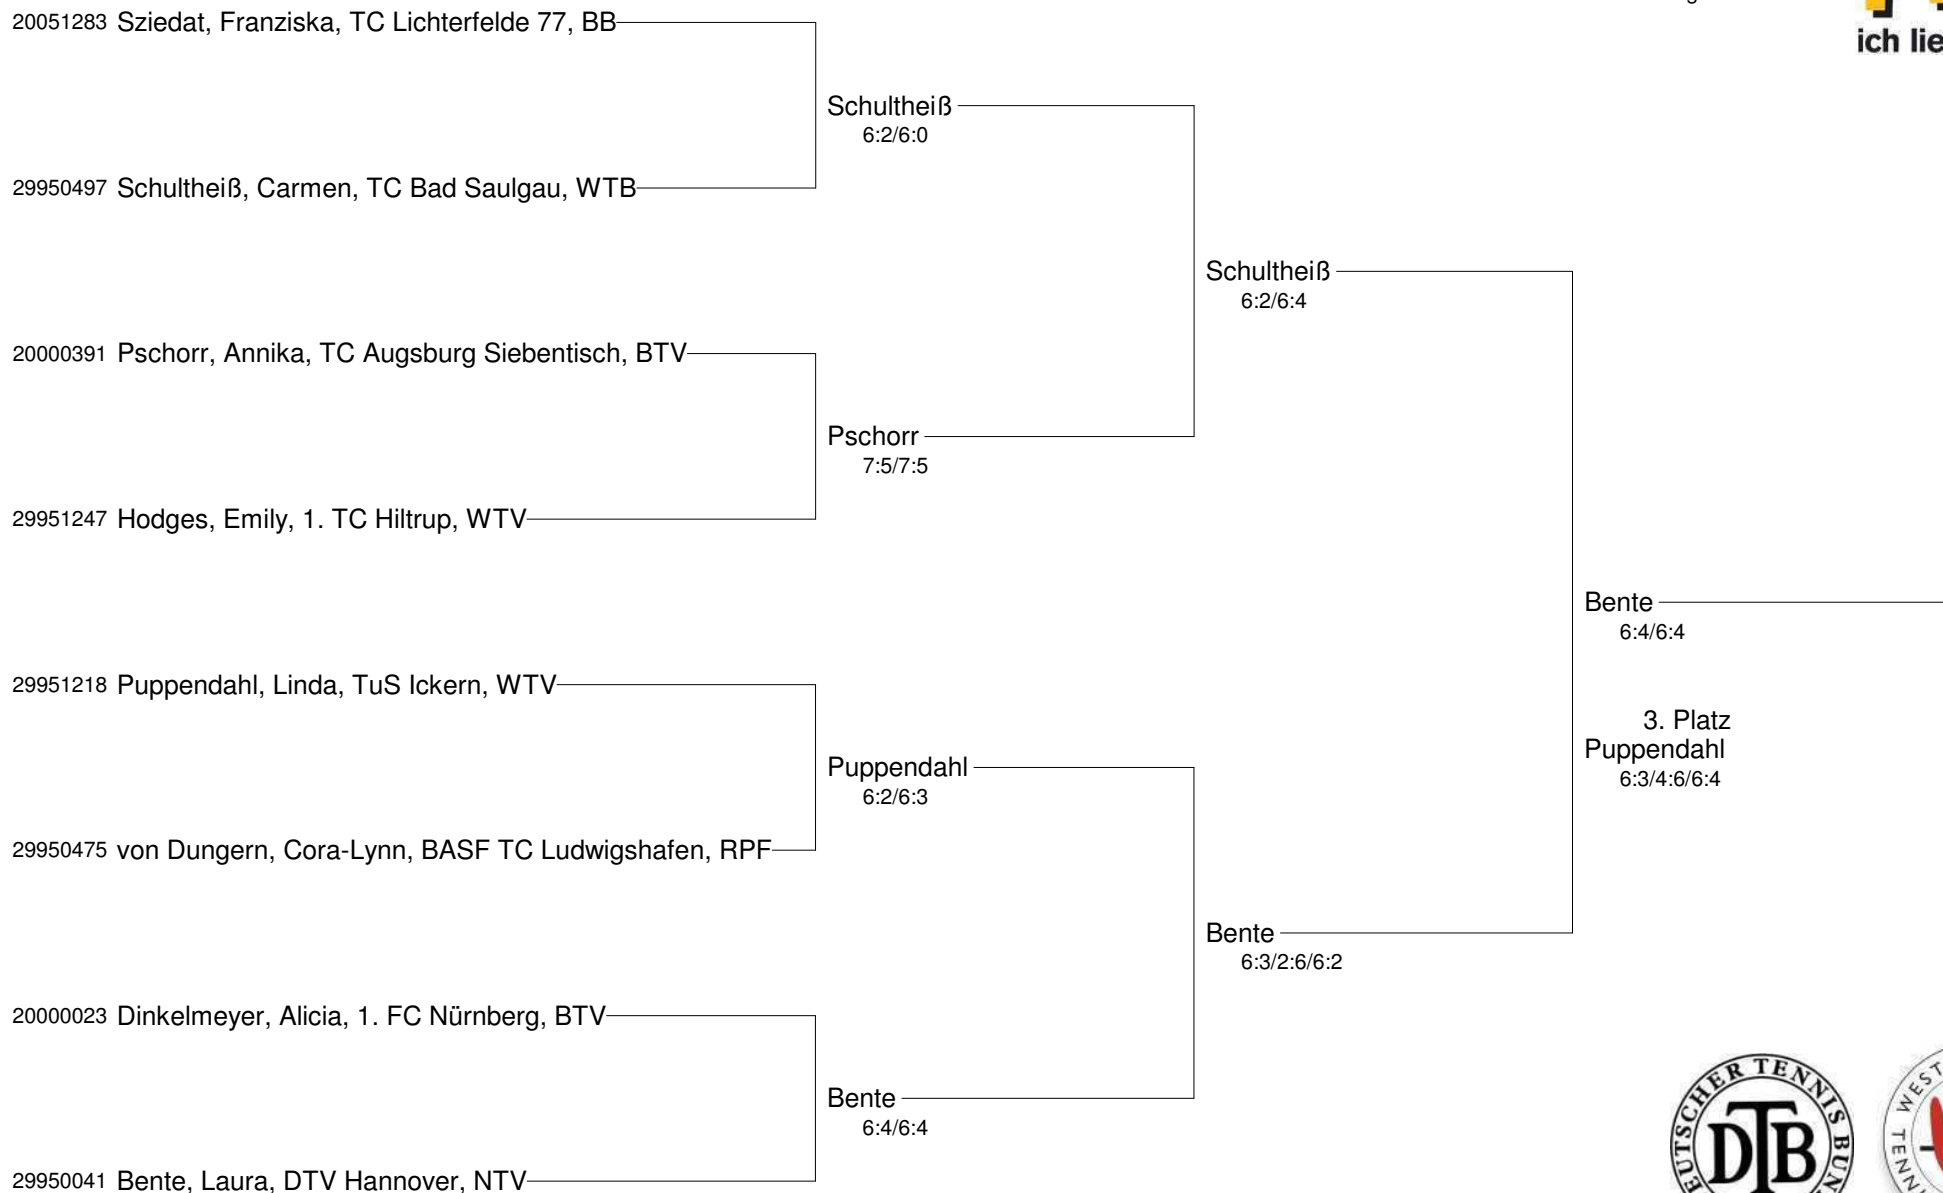 20051283 Sziedat, Franziska, TC Lichterfelde 77, BB
ich lie
Schultheiß
6:2/6:0
29950497 Schultheiß, Carmen, TC Bad Saulgau, WTB
Schultheiß
6:2/6:4
20000391 Pschorr, Annika, TC Augsburg Siebentisch, BTV
Pschorr
7:5/7:5
29951247 Hodges, Emily, 1. TC Hiltrup, WTV
Bente
6:4/6:4
29951218 Puppendahl, Linda, TuS Ickern, WTV
3. Platz
Puppendahl
6:3/4:6/6:4
Puppendahl
6:2/6:3
29950475 von Dungern, Cora-Lynn, BASF TC Ludwigshafen, RPF
Bente
6:3/2:6/6:2
20000023 Dinkelmeyer, Alicia, 1. FC Nürnberg, BTV
Bente
6:4/6:4
EUTSCHER TENNIS BUN
DTB
WEST
TENN
29950041 Bente, Laura, DTV Hannover, NTV